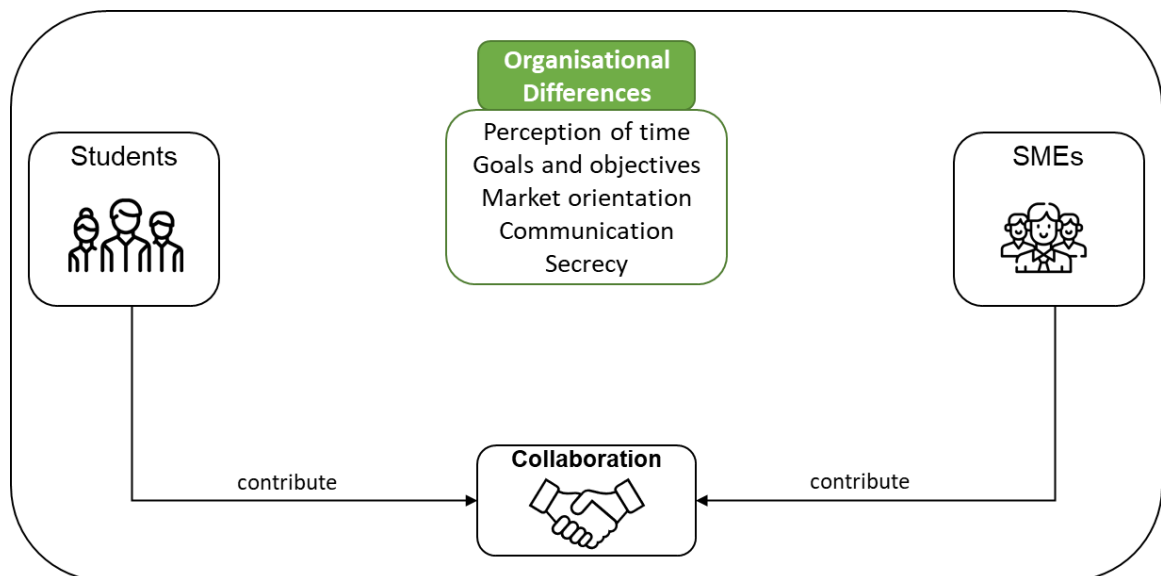 Organisational
Differences
Perception of time
Goals and objectives
Market orientation
Communication
Secrecy
Students
SMEs
Collaboration
contribute
contribute